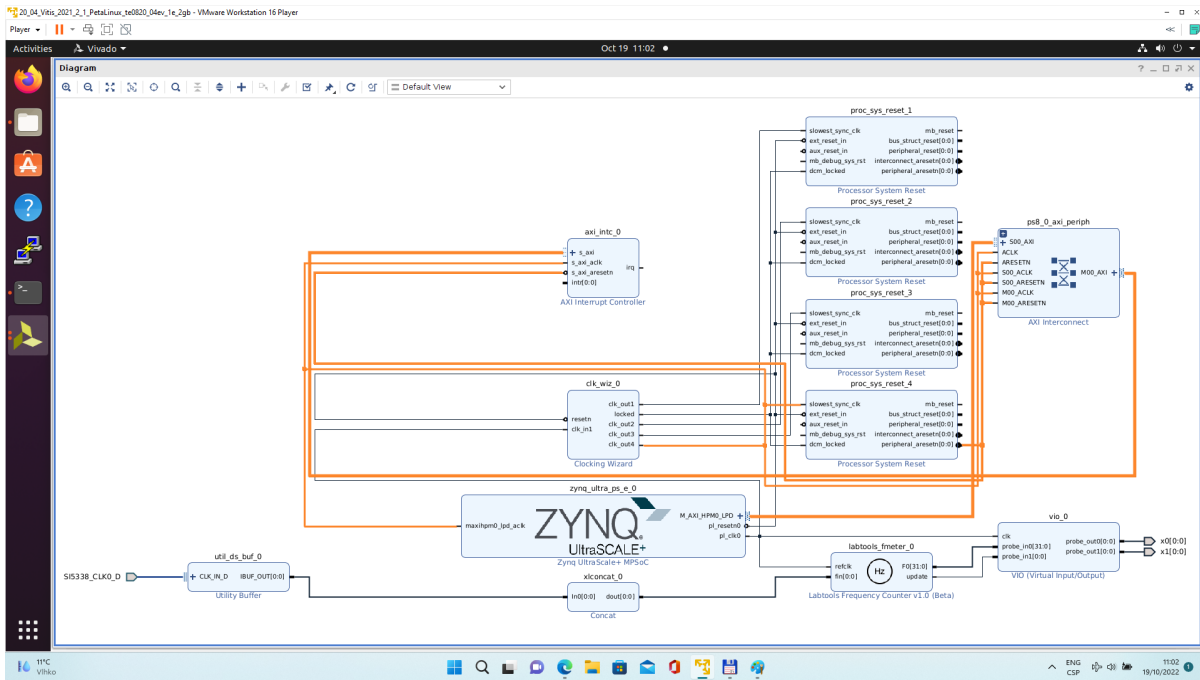 20_04_Vitis_2021_2_1_PetaLinux_te0820_04ev_1e_2gb - VMware Workstation 16 Player
Player
Activities
Vivado
Oct 19 11:02
Diagram
Default View
proc_sys_reset_1
slowest_sync_clk
ext_reset_in
aux_reset_in
mb_debug_sys_rst
dcm_locked
mb_reset
bus_struct_reset[0:0]
peripheral_reset[0:0]
interconnect_aresetn[0:0]
peripheral_aresetn[0:0]
Processor System Reset
proc_sys_reset_2
slowest_sync_clk
ext_reset_in
aux_reset_in
mb_debug_sys_rst
dcm_locked
mb_reset
bus_struct_reset[0:0]
peripheral_reset[0:0]
interconnect_aresetn[0:0]
peripheral_aresetn[0:0]
Processor System Reset
ps8_0_axi_periph
S00_AXI
ACLK
ARESETN
S00_ACLK
S00_ARESETN
M00_ACLK
M00_ARESETN
M00_AXI
AXI Interconnect
axi_intc_0
s_axi
s_axi_aclk
s_axi_aresetn
intr[0:0]
irq
AXI Interrupt Controller
proc_sys_reset_3
slowest_sync_clk
ext_reset_in
aux_reset_in
mb_debug_sys_rst
dcm_locked
mb_reset
bus_struct_reset[0:0]
peripheral_reset[0:0]
interconnect_aresetn[0:0]
peripheral_aresetn[0:0]
Processor System Reset
clk_wiz_0
resetn
clk_in1
clk_out1
locked
clk_out2
clk_out3
clk_out4
Clocking Wizard
proc_sys_reset_4
slowest_sync_clk
ext_reset_in
aux_reset_in
mb_debug_sys_rst
dcm_locked
mb_reset
bus_struct_reset[0:0]
peripheral_reset[0:0]
interconnect_aresetn[0:0]
peripheral_aresetn[0:0]
Processor System Reset
zynq_ultra_ps_e_0
maxihpm0_lpd_aclk
ZYNQ
UltraSCALE+
M_AXI_HPM0_LPD
pl_resetn0
pl_clk0
Zynq UltraScale+ MPSoC
vio_0
clk
probe_in0[31:0]
probe_in1[0:0]
probe_out0[0:0]
probe_out1[0:0]
x0[0:0]
x1[0:0]
VIO (Virtual Input/Output)
labtools_fmeter_0
refclk
fin[0:0]
Hz
F0[31:0]
update
Labtools Frequency Counter v1.0 (Beta)
util_ds_buf_0
SI5338_CLK0_D
CLK_IN_D
IBUF_OUT[0:0]
Utility Buffer
xlconcat_0
In0[0:0]
dout[0:0]
Concat
11°C
Vlhko
ENG
CSP
11:02
19/10/2022
1